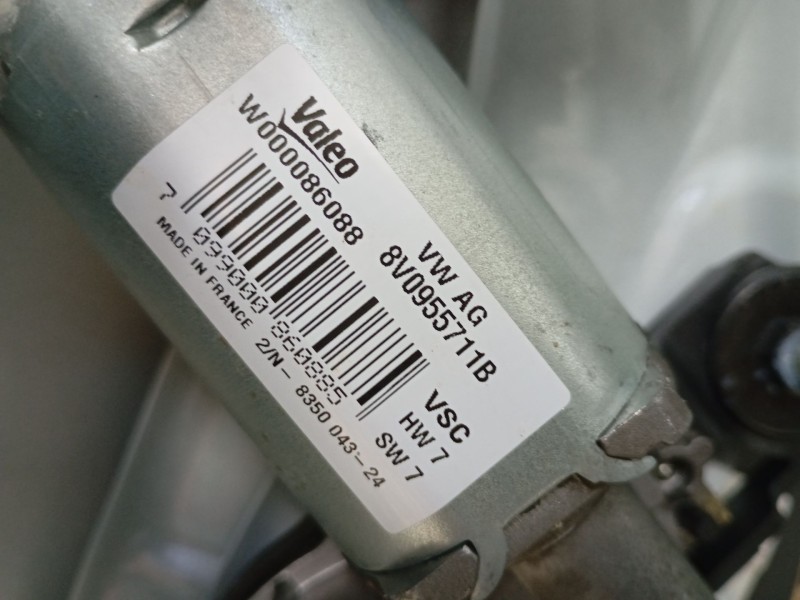 Valeo
W000086088
VW AG
8V0955711B
7 099000 860885
VSC
HW 7
SW 7
MADE IN FRANCE 2/N - 8350 043 - 24